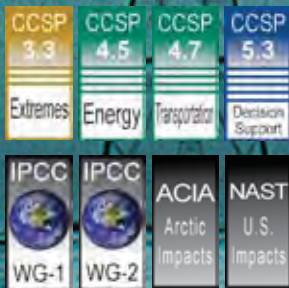 CCSP CCSP CCSP CCSP
3.3 4.5 4.7 5.3
Extremes Energy Transportation Decision
Support
IPCC IPCC ACIA NAST
Arctic U.S.
Impacts Impacts
WG-1 WG-2